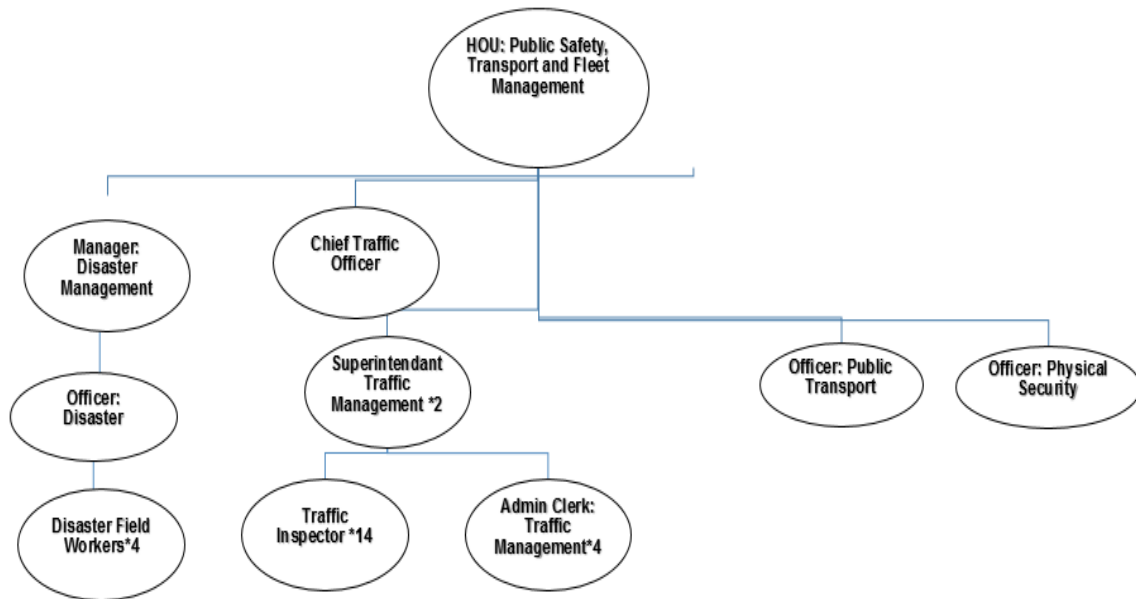 HOU: Public Safety,
Transport and Fleet
Management
Manager:
Disaster
Management
Chief Traffic
Officer
Superintendant
Traffic
Management *2
Officer: Public
Transport
Officer: Physical
Security
Officer:
Disaster
Disaster Field
Workers*4
Traffic
Inspector *14
Admin Clerk:
Traffic
Management*4